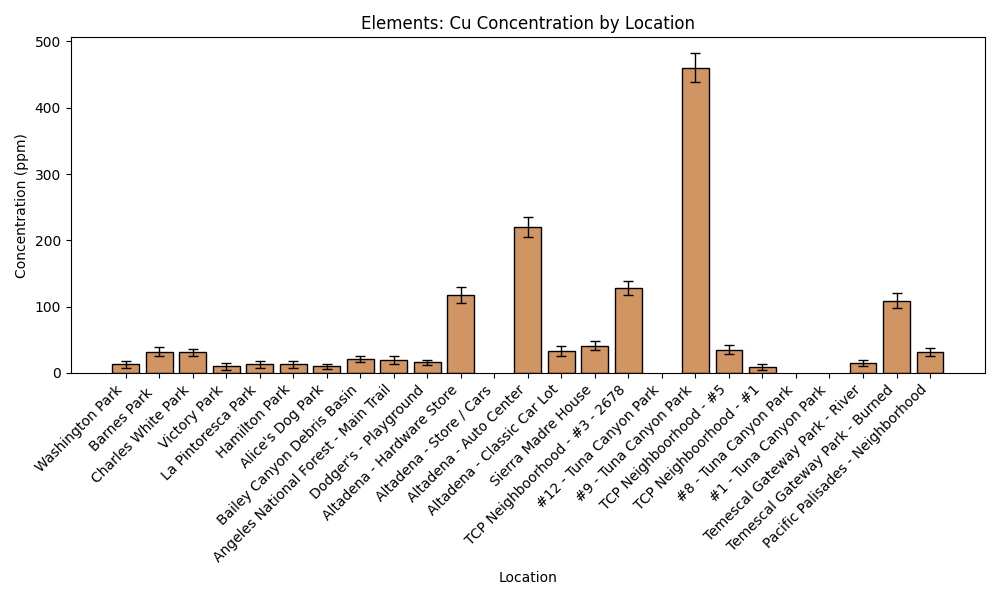 Elements: Cu Concentration by Location
Concentration (ppm)
500
400
300
200
100
0
Washington Park
Barnes Park
Charles White Park
Victory Park
La Pintoresca Park
Hamilton Park
Alice's Dog Park
Bailey Canyon Debris Basin
Angeles National Forest - Main Trail
Dodger's - Playground
Altadena - Hardware Store
Altadena - Store / Cars
Altadena - Auto Center
Altadena - Classic Car Lot
Sierra Madre House
TCP Neighboorhood - #3 - 2678
#12 - Tuna Canyon Park
#9 - Tuna Canyon Park
TCP Neighboorhood - #5
TCP Neighboorhood - #1
#8 - Tuna Canyon Park
#1 - Tuna Canyon Park
Temescal Gateway Park - River
Temescal Gateway Park - Burned
Pacific Palisades - Neighborhood
Location